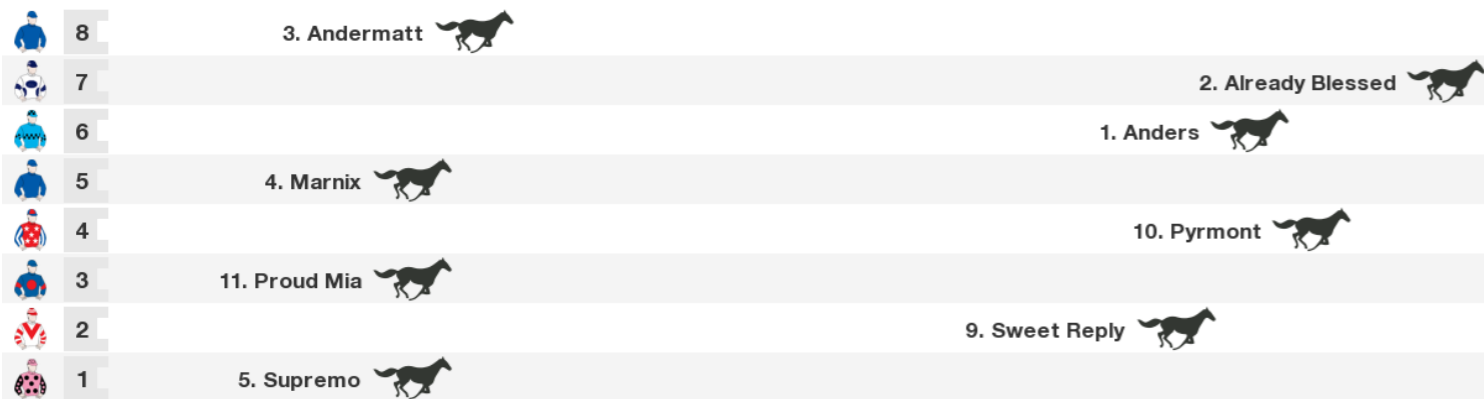 8 3. Andermatt
7 2. Already Blessed
6 1. Anders
5 4. Marnix
4 10. Pyrmont
3 11. Proud Mia
2 9. Sweet Reply
1 5. Supremo